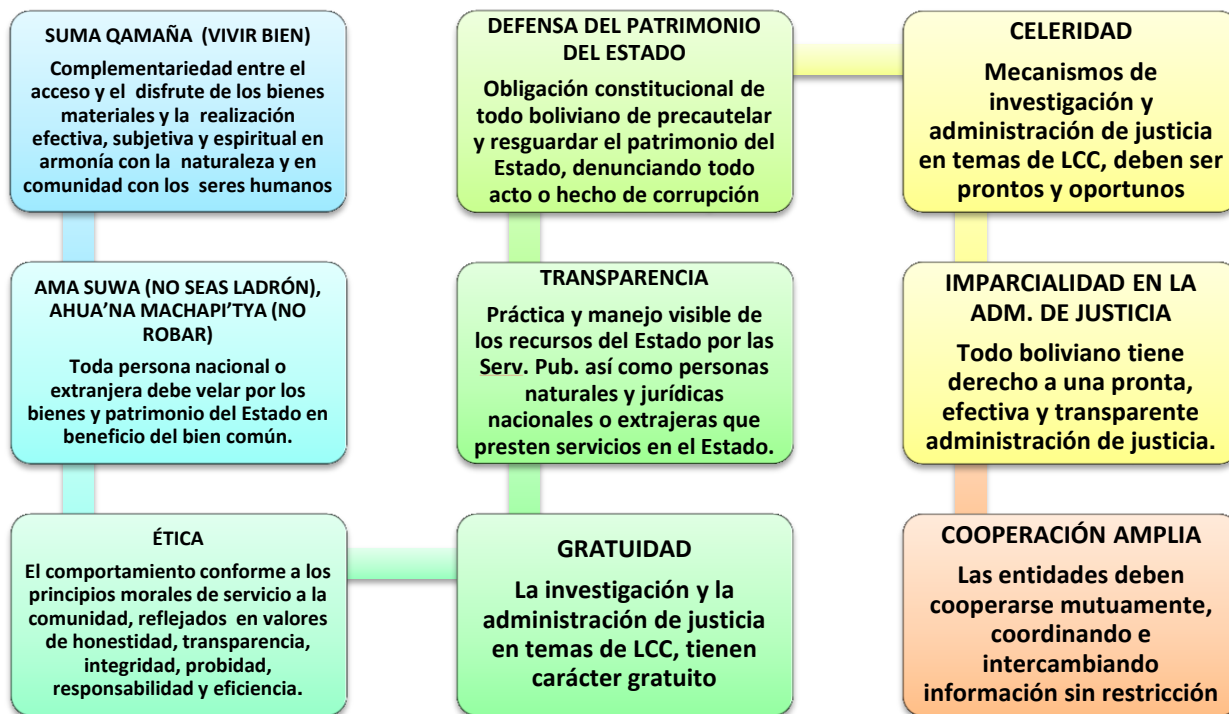 SUMA QAMAÑA (VIVIR BIEN)
Complementariedad entre el
acceso y el disfrute de los bienes
materiales y la realización
efectiva, subjetiva y espiritual en
armonía con la naturaleza y en
comunidad con los seres humanos
AMA SUWA (NO SEAS LADRÓN),
AHUA'NA MACHAPI'TYA (NO
ROBAR)
Toda persona nacional o
extranjera debe velar por los
bienes y patrimonio del Estado en
beneficio del bien común.
ÉTICA
El comportamiento conforme a los
principios morales de servicio a la
comunidad, reflejados en valores
de honestidad, transparencia,
integridad, probidad,
responsabilidad y eficiencia.
GRATUIDAD
La investigación y la
administración de justicia
en temas de LCC, tienen
carácter gratuito
TRANSPARENCIA
Práctica y manejo visible de
los recursos del Estado por las
Serv. Pub. así como personas
naturales y jurídicas
nacionales o extrajeras que
presten servicios en el Estado.
DEFENSA DEL PATRIMONIO
DEL ESTADO
Obligación constitucional de
todo boliviano de precautelar
y resguardar el patrimonio del
Estado, denunciando todo
acto o hecho de corrupción
CELERIDAD
Mecanismos de
investigación y
administración de justicia
en temas de LCC, deben ser
prontos y oportunos
IMPARCIALIDAD EN LA
ADM. DE JUSTICIA
Todo boliviano tiene
derecho a una pronta,
efectiva y transparente
administración de justicia.
COOPERACIÓN AMPLIA
Las entidades deben
cooperarse mutuamente,
coordinando e
intercambiando
información sin restricción